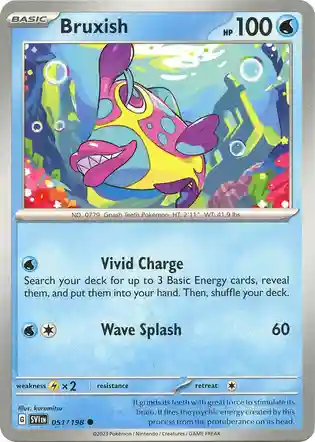 BASIC Bruxish HP 100
NO. 0779 Gnash Teeth Pokémon HT: 2'11" WT: 41.9 lbs
Vivid Charge
Search your deck for up to 3 Basic Energy cards, reveal
them, and put them into your hand. Then, shuffle your deck.
Wave Splash 60
weakness ×2 resistance retreat
Illus. kurumitsu
G SVI EN 051/198
It grinds its teeth with great force to stimulate its
brain. It fires the psychic energy created by this
process from the protuberance on its head.
©2023 Pokémon / Nintendo / Creatures / GAME FREAK